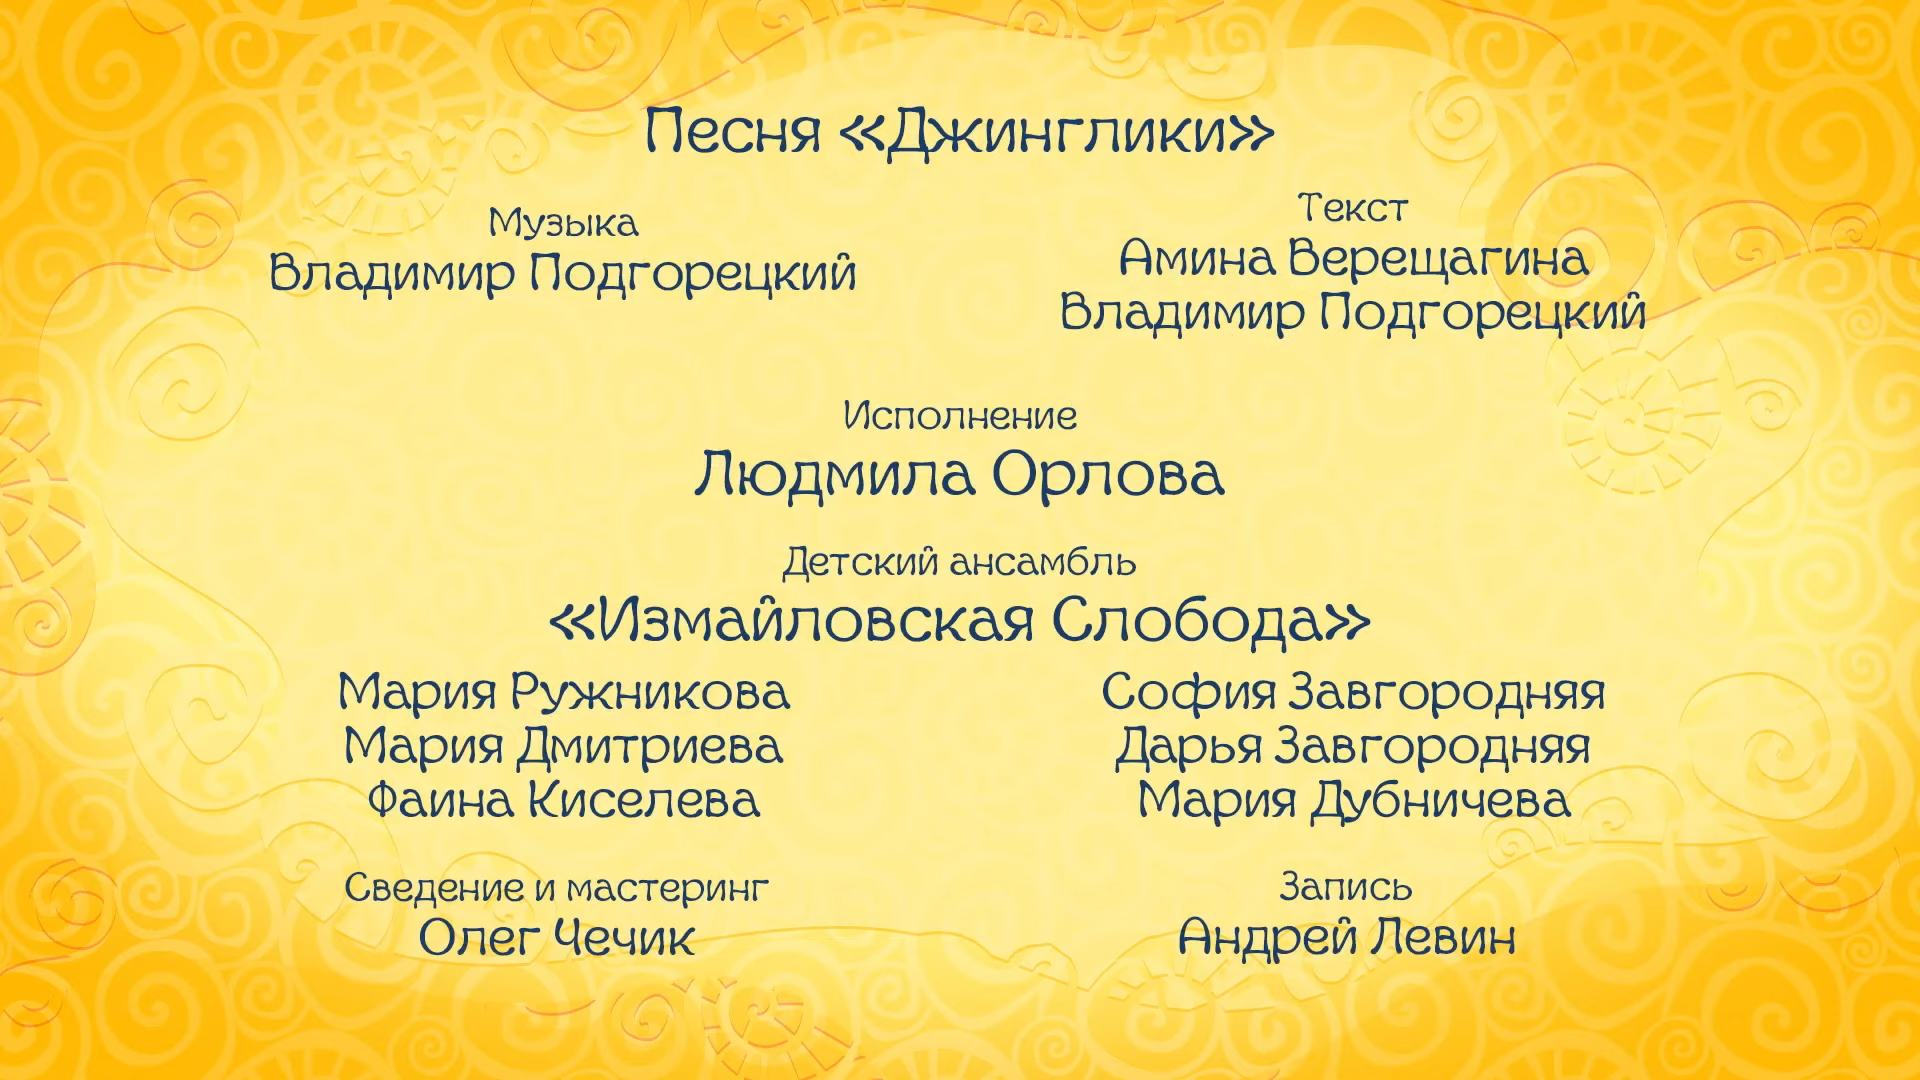 Песня «Джинглики»
Музыка
Владимир Подгорецкий
Текст
Амина Верещагина
Владимир Подгорецкий
Исполнение
Людмила Орлова
Детский ансамбль
«Измайловская Слобода»
Мария Ружникова
Мария Дмитриева
Фаина Киселева
София Завгородняя
Дарья Завгородняя
Мария Дубничева
Сведение и мастеринг
Олег Чечик
Запись
Андрей Левин